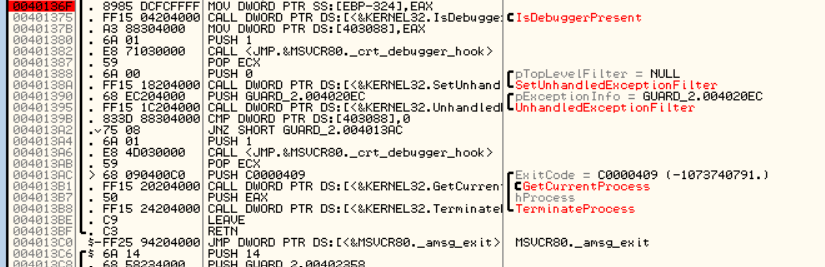 0040136F . 8985 DCFCFFFF MOV DWORD PTR SS:[EBP-324],EAX
00401375 . FF15 04204000 CALL DWORD PTR DS:[<&KERNEL32.IsDebugge: IsDebuggerPresent
0040137B . A3 88304000 MOV DWORD PTR DS:[403088],EAX
00401380 . 6A 01 PUSH 1
00401382 . E8 71030000 CALL <JMP.&MSVCR80._crt_debugger_hook>
00401387 . 59 POP ECX
00401388 . 6A 00 PUSH 0 pTopLevelFilter = NULL
0040138A . FF15 18204000 CALL DWORD PTR DS:[<&KERNEL32.SetUnhand SetUnhandledExceptionFilter
00401390 . 68 EC204000 PUSH GUARD_2.004020EC pExceptionInfo = GUARD_2.004020EC
00401395 . FF15 1C204000 CALL DWORD PTR DS:[<&KERNEL32.Unhandled UnhandledExceptionFilter
0040139B . 833D 88304000 CMP DWORD PTR DS:[403088],0
004013A2 .v75 08 JNZ SHORT GUARD_2.004013AC
004013A4 . 6A 01 PUSH 1
004013A6 . E8 4D030000 CALL <JMP.&MSVCR80._crt_debugger_hook>
004013AB . 59 POP ECX
004013AC > 68 090400C0 PUSH C0000409 ExitCode = C0000409 (-1073740791.)
004013B1 . FF15 20204000 CALL DWORD PTR DS:[<&KERNEL32.GetCurren GetCurrentProcess
004013B7 . 50 PUSH EAX hProcess
004013B8 . FF15 24204000 CALL DWORD PTR DS:[<&KERNEL32.Terminate TerminateProcess
004013BE . C9 LEAVE
004013BF . C3 RETN
004013C0 $-FF25 94204000 JMP DWORD PTR DS:[<&MSVCR80._amsg_exit> MSVCR80._amsg_exit
004013C6 $ 6A 14 PUSH 14
004013C8 . 68 58234000 PUSH GUARD_2.00402358